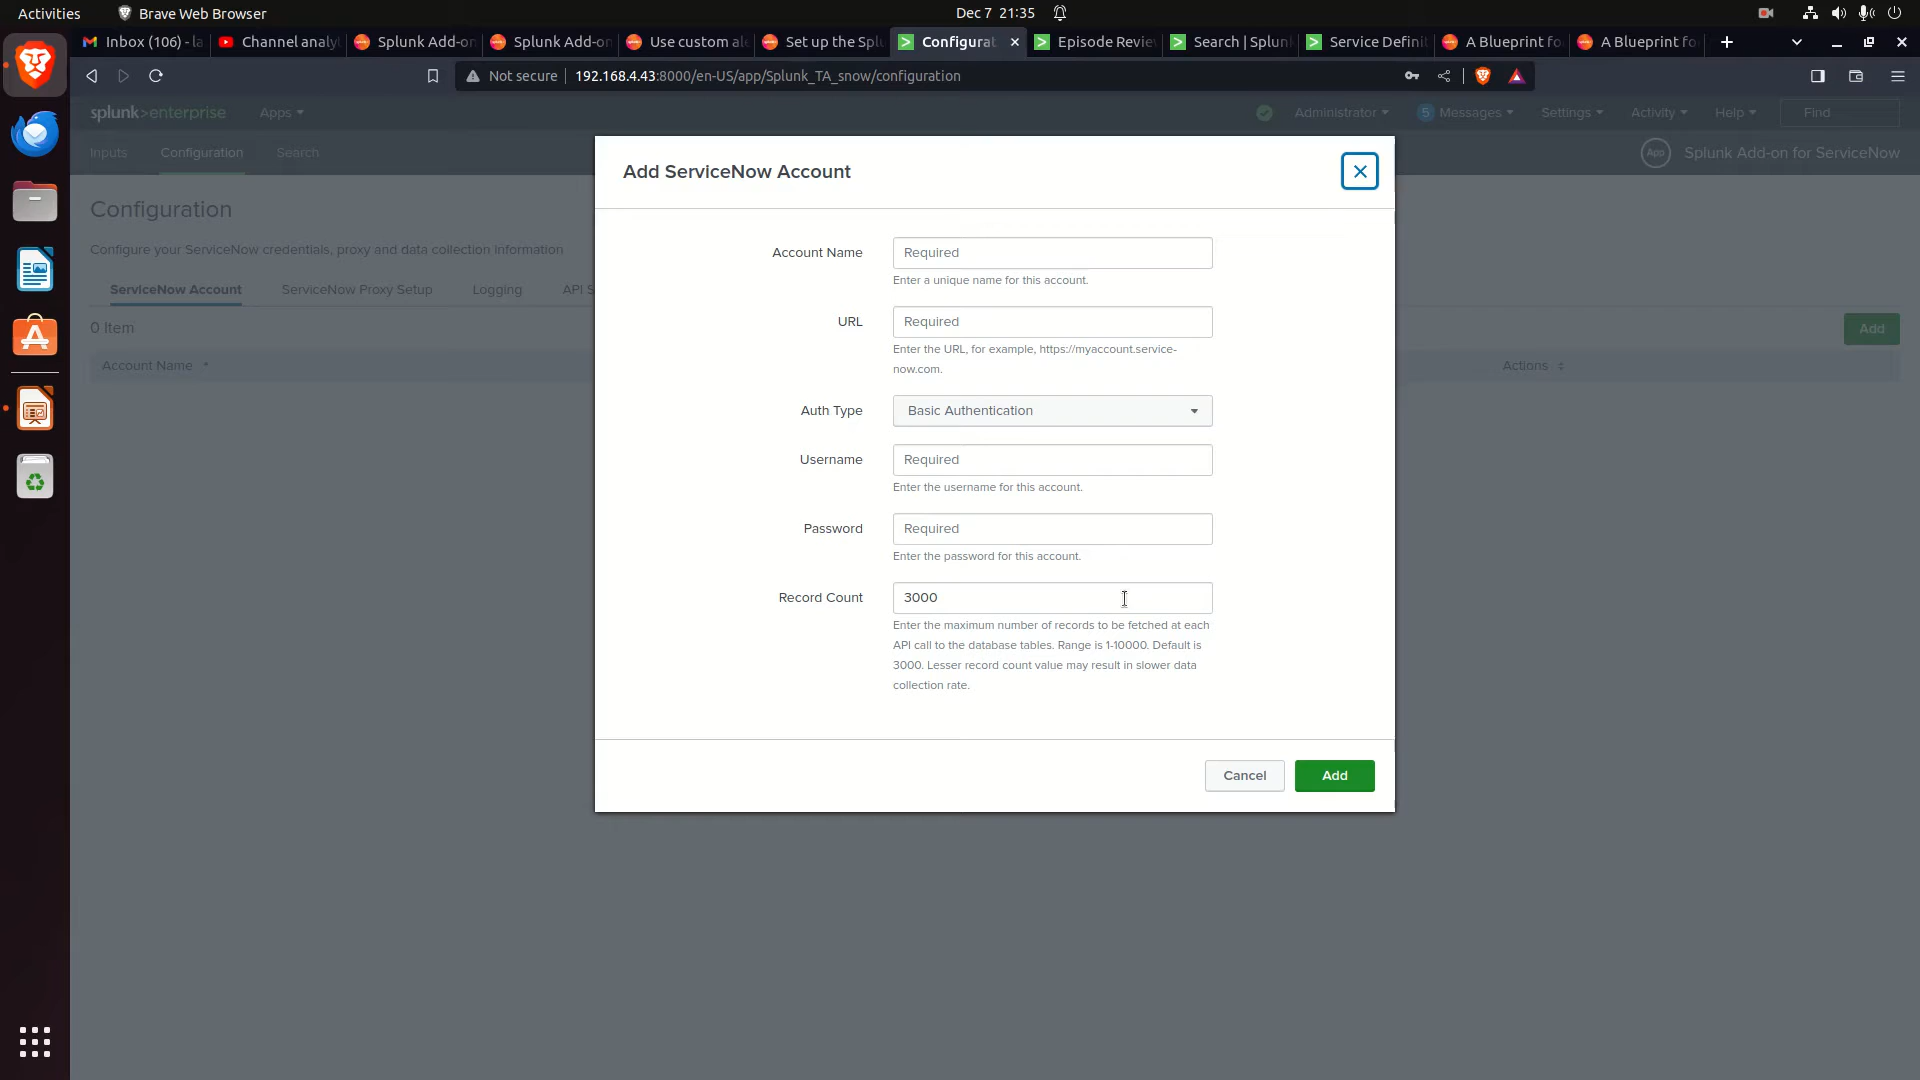 Activities
Brave Web Browser
Dec 7 21:35
Inbox (106) - la
Channel analy
Splunk Add-on
Splunk Add-on
Use custom al
Set up the Splu
Configurat
Episode Revie
Search | Splun
Service Defini
A Blueprint fo
A Blueprint fo
Not secure
192.168.4.43:8000/en-US/app/Splunk_TA_snow/configuration
splunk>enterprise
Apps
Administrator
5 Messages
Settings
Activity
Help
Find
Inputs
Configuration
Search
App
Splunk Add-on for ServiceNow
Configuration
Configure your ServiceNow credentials, proxy and data collection information
ServiceNow Account
ServiceNow Proxy Setup
Logging
API S
0 Item
Add
Account Name
Actions
Add ServiceNow Account
Account Name
Required
Enter a unique name for this account.
URL
Required
Enter the URL, for example, https://myaccount.service-
now.com.
Auth Type
Basic Authentication
Username
Required
Enter the username for this account.
Password
Required
Enter the password for this account.
Record Count
3000
Enter the maximum number of records to be fetched at each
API call to the database tables. Range is 1-10000. Default is
3000. Lesser record count value may result in slower data
collection rate.
Cancel
Add